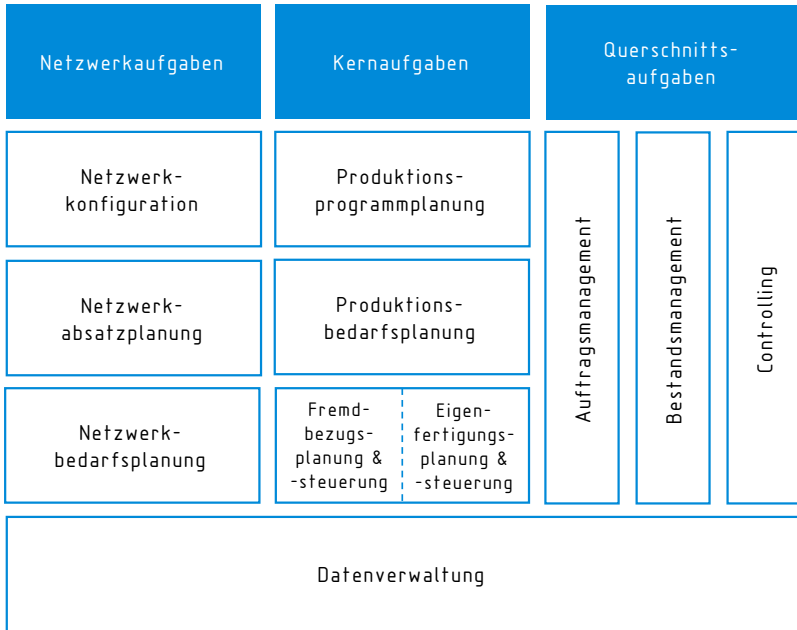 Netzwerkaufgaben
Kernaufgaben
Querschnitts-
aufgaben
Netzwerk-
konfiguration
Produktions-
programmplanung
Netzwerk-
absatzplanung
Produktions-
bedarfsplanung
Netzwerk-
bedarfsplanung
Fremd-
bezugs-
planung &
-steuerung
Eigen-
fertigungs-
planung &
-steuerung
Auftragsmanagement
Bestandsmanagement
Controlling
Datenverwaltung